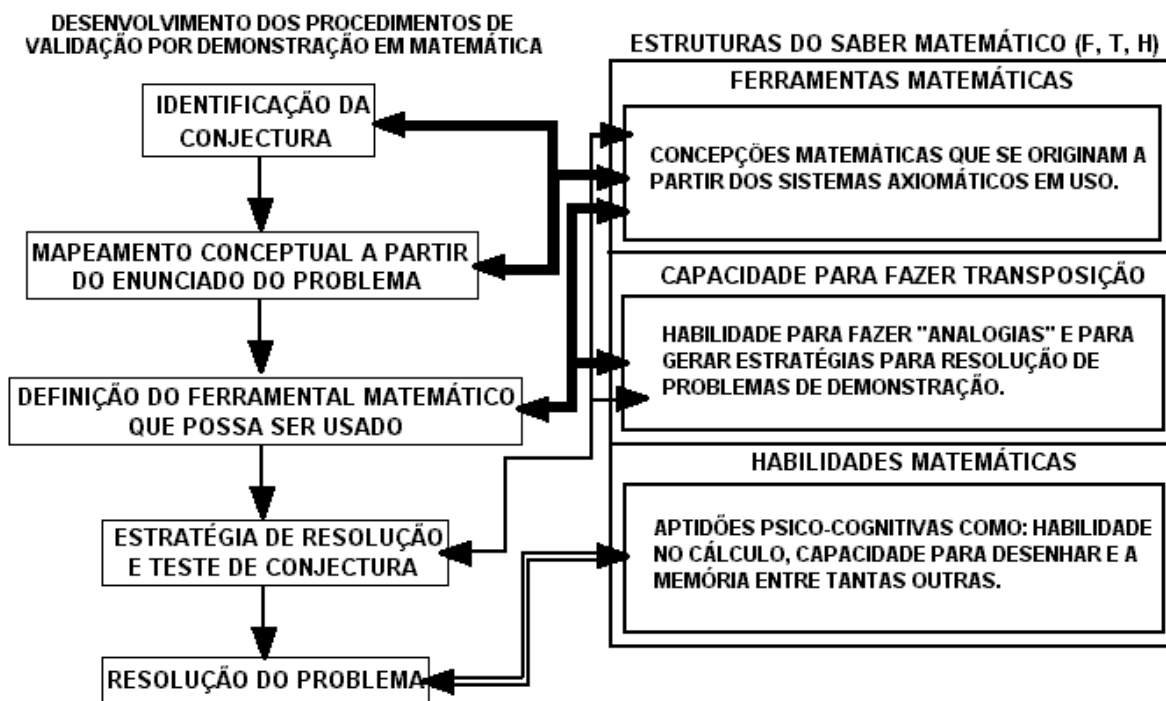 DESENVOLVIMENTO DOS PROCEDIMENTOS DE
VALIDAÇÃO POR DEMONSTRAÇÃO EM MATEMÁTICA
IDENTIFICAÇÃO DA
CONJECTURA
MAPEAMENTO CONCEPTUAL A PARTIR
DO ENUNCIADO DO PROBLEMA
DEFINIÇÃO DO FERRAMENTAL MATEMÁTICO
QUE POSSA SER USADO
ESTRATÉGIA DE RESOLUÇÃO
E TESTE DE CONJECTURA
RESOLUÇÃO DO PROBLEMA
ESTRUTURAS DO SABER MATEMÁTICO (F, T, H)
FERRAMENTAS MATEMÁTICAS
CONCEPÇÕES MATEMÁTICAS QUE SE ORIGINAM A
PARTIR DOS SISTEMAS AXIOMÁTICOS EM USO.
CAPACIDADE PARA FAZER TRANSPOSIÇÃO
HABILIDADE PARA FAZER "ANALOGIAS" E PARA
GERAR ESTRATÉGIAS PARA RESOLUÇÃO DE
PROBLEMAS DE DEMONSTRAÇÃO.
HABILIDADES MATEMÁTICAS
APTIDÕES PSICO-COGNITIVAS COMO: HABILIDADE
NO CÁLCULO, CAPACIDADE PARA DESENHAR E A
MEMÓRIA ENTRE TANTAS OUTRAS.